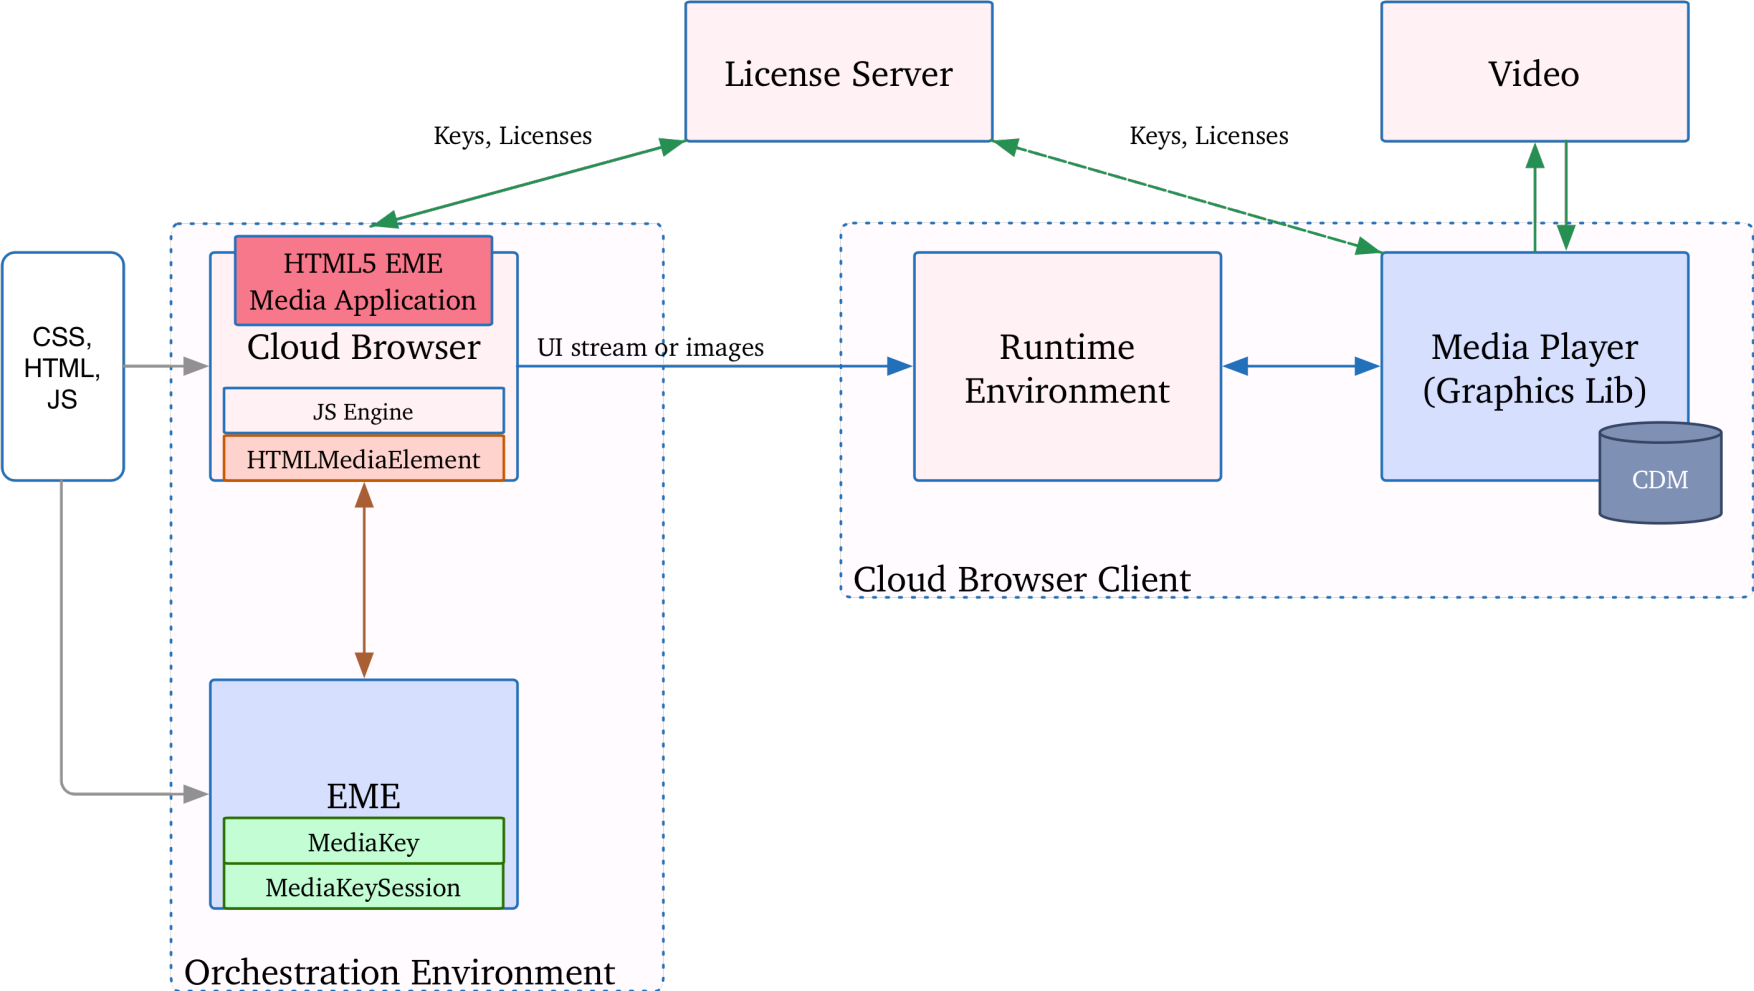 License Server
Video
Keys, Licenses
Keys, Licenses
CSS,
HTML,
JS
HTML5 EME
Media Application
Cloud Browser
JS Engine
HTMLMediaElement
UI stream or images
Runtime
Environment
Media Player
(Graphics Lib)
CDM
Cloud Browser Client
EME
MediaKey
MediaKeySession
Orchestration Environment